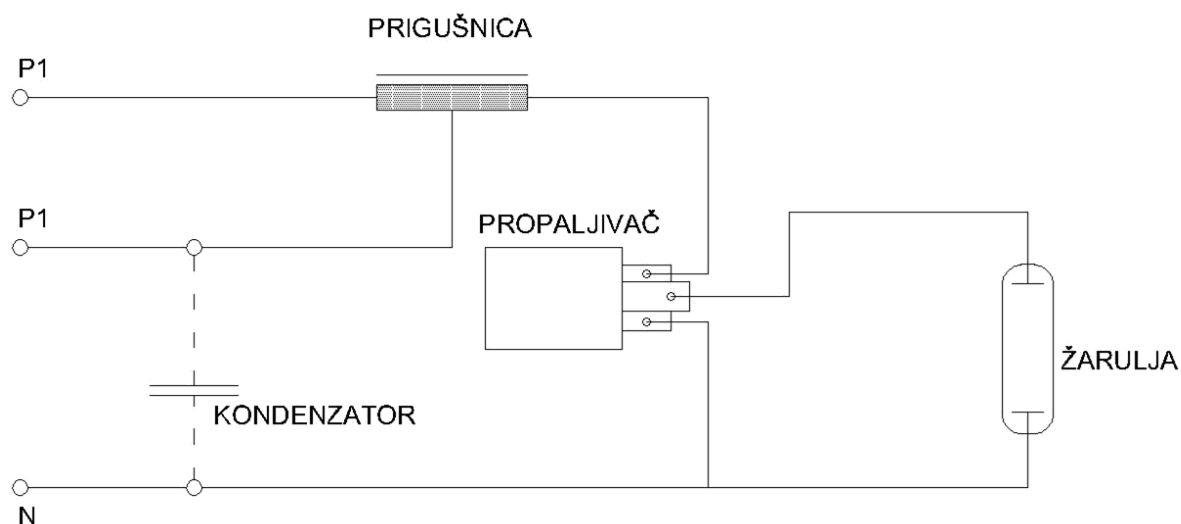 PRIGUŠNICA
P1
P1
PROPALJIVAČ
ŽARULJA
KONDENZATOR
N